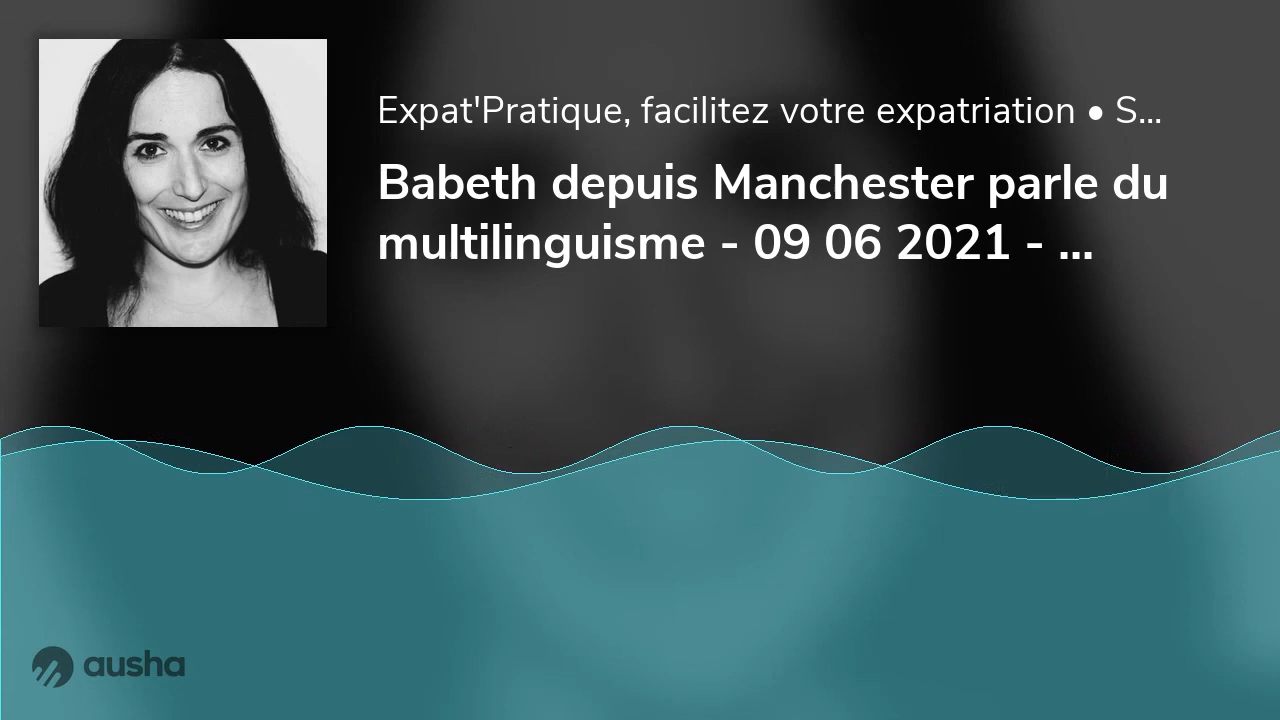 Expat'Pratique, facilitez votre expatriation • S...
Babeth depuis Manchester parle du
multilinguisme - 09 06 2021 - ...
ausha